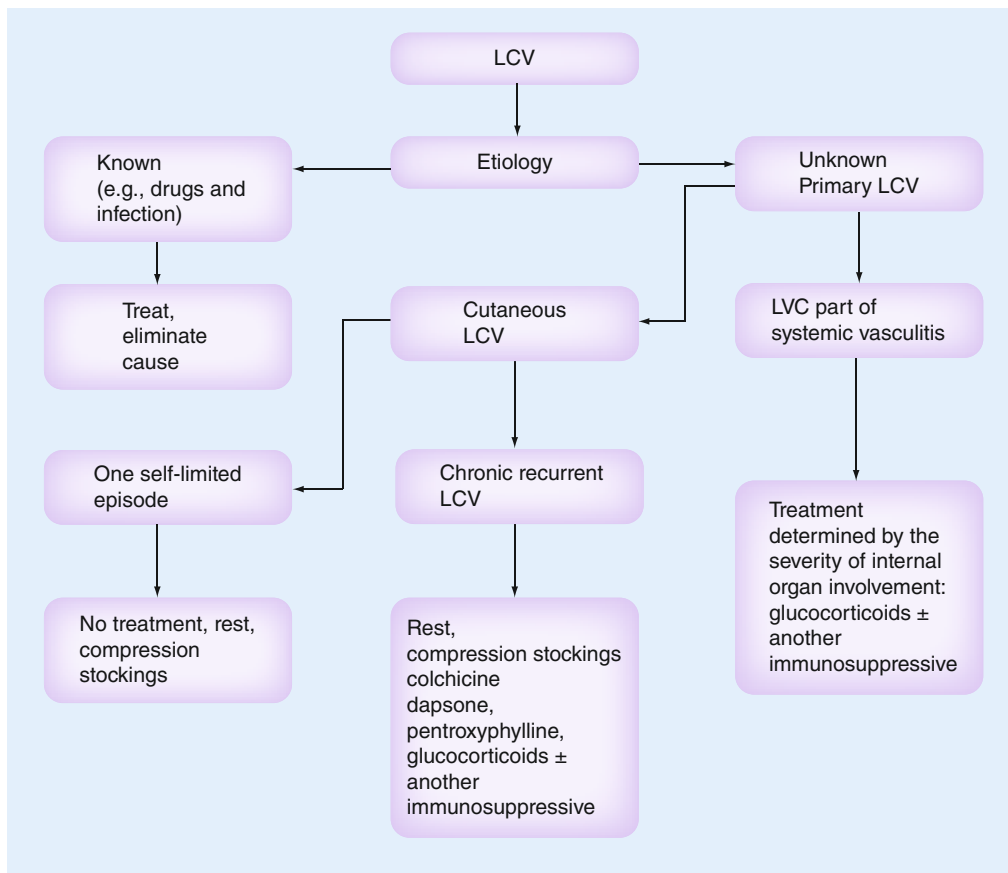 LCV
Etiology
Known
(e.g., drugs and
infection)
Unknown
Primary LCV
Treat,
eliminate
cause
Cutaneous
LCV
LVC part of
systemic vasculitis
One self-limited
episode
Chronic recurrent
LCV
Treatment
determined by the
severity of internal
organ involvement:
glucocorticoids ±
another
immunosuppressive
No treatment, rest,
compression
stockings
Rest,
compression stockings
colchicine
dapsone,
pentroxyphylline,
glucocorticoids ±
another
immunosuppressive